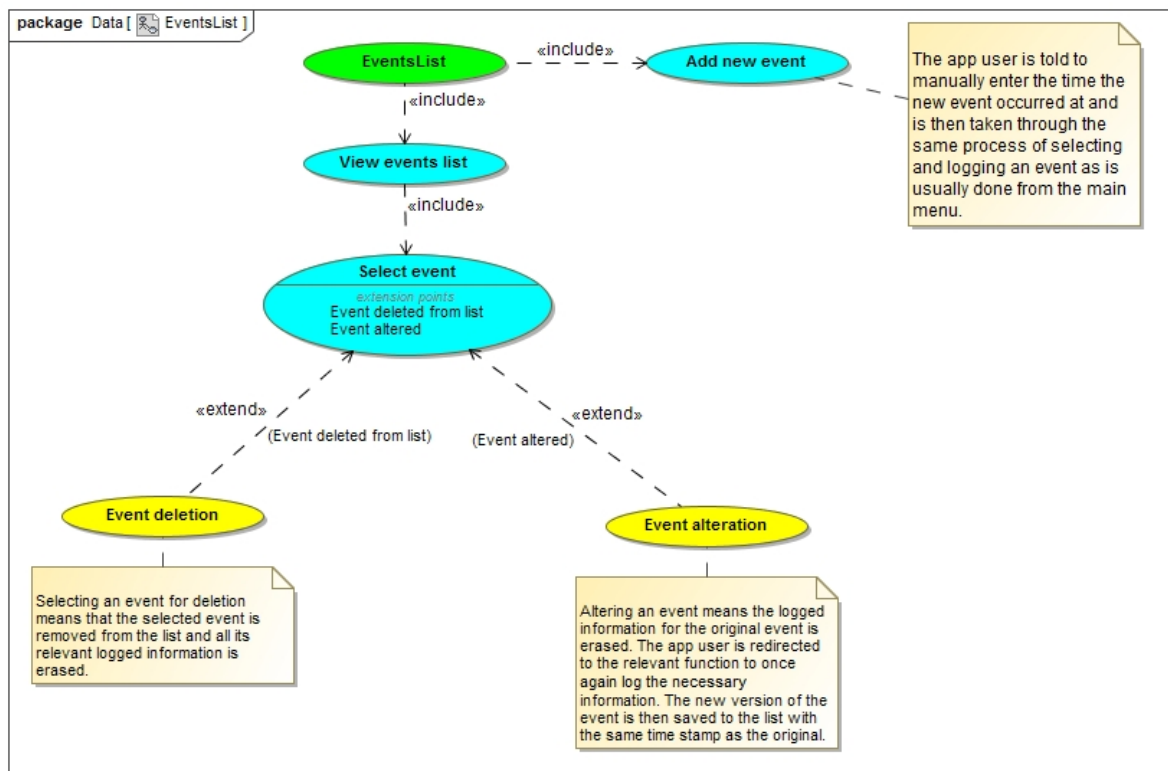 package Data [ EventsList ]
«include»
EventsList
Add new event
The app user is told to
manually enter the time the
new event occurred at and
is then taken through the
same process of selecting
and logging an event as is
usually done from the main
menu.
«include»
View events list
«include»
Select event
extension points
Event deleted from list
Event altered
«extend»
(Event deleted from list)
«extend»
(Event altered)
Event deletion
Event alteration
Selecting an event for deletion
means that the selected event is
removed from the list and all its
relevant logged information is
erased.
Altering an event means the logged
information for the original event is
erased. The app user is redirected
to the relevant function to once
again log the necessary
information. The new version of the
event is then saved to the list with
the same time stamp as the original.